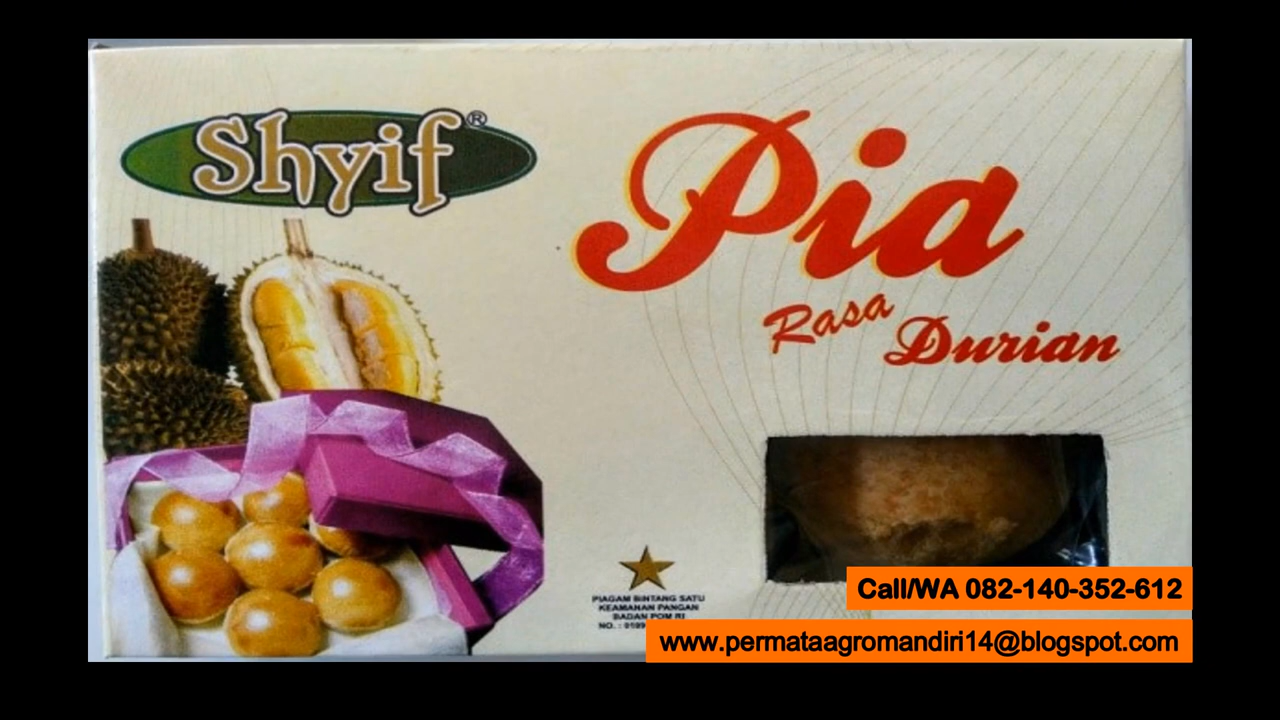 Shyif®
Pia
Rasa
Durian
PIAGAM BINTANG SATU
KEAMANAN PANGAN
BADAN POM RI
NO. :
Call/WA 082-140-352-612
www.permataagromandiri14@blogspot.com